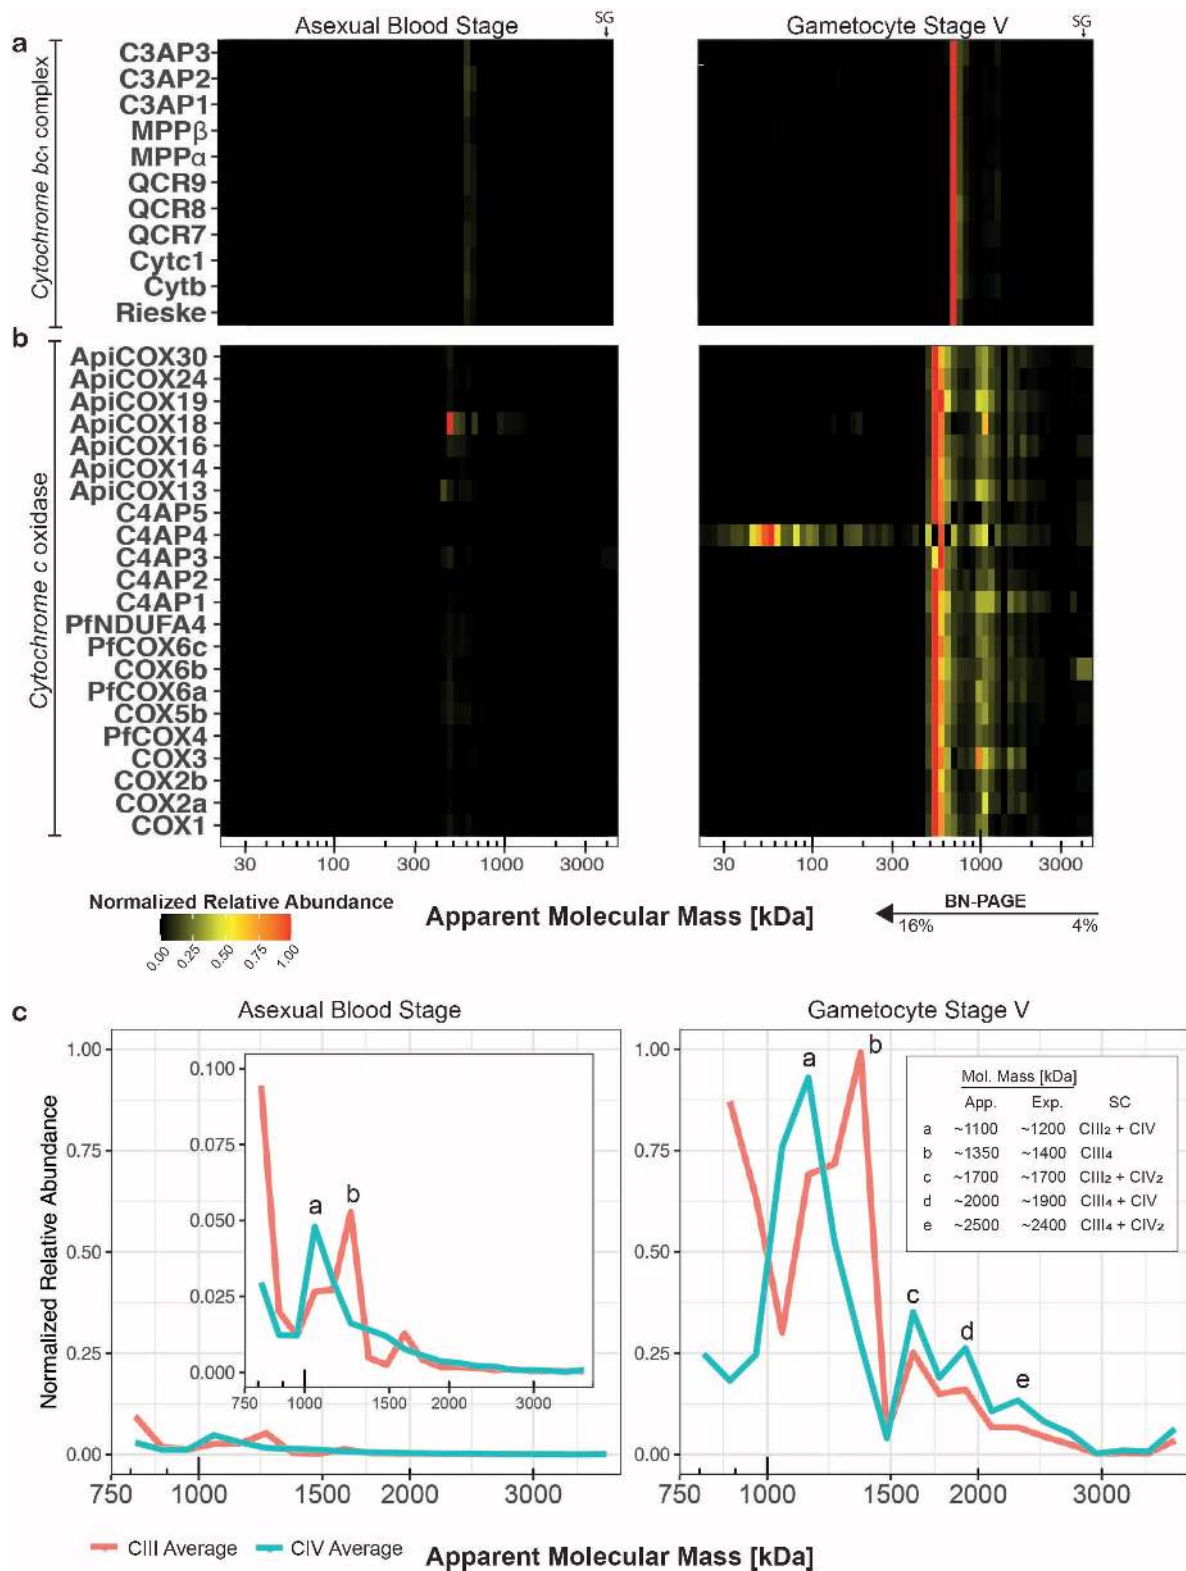 Asexual Blood Stage
SG
Gametocyte Stage V
SG
a
Cytochrome bc₁ complex
C3AP3
C3AP2
C3AP1
MPPβ
MPPα
QCR9
QCR8
QCR7
Cytc1
Cytb
Rieske
b
Cytochrome c oxidase
ApiCOX30
ApiCOX24
ApiCOX19
ApiCOX18
ApiCOX16
ApiCOX14
ApiCOX13
C4AP5
C4AP4
C4AP3
C4AP2
C4AP1
PfNDUFA4
PfCOX6c
COX6b
PfCOX6a
COX5b
PfCOX4
COX3
COX2b
COX2a
COX1
30 100 300 1000 3000
30 100 300 1000 3000
Normalized Relative Abundance
0.00 0.25 0.50 0.75 1.00
Apparent Molecular Mass [kDa]
BN-PAGE
16% 4%
c
Asexual Blood Stage
Gametocyte Stage V
Normalized Relative Abundance
1.00
0.75
0.50
0.25
0.00
0.100
0.075
0.050
0.025
0.000
a
b
750 1000 1500 2000 3000
750 1000 1500 2000 3000
1.00
0.75
0.50
0.25
0.00
a
b
c
d
e
Mol. Mass [kDa]
App. Exp. SC
a ~1100 ~1200 CIII₂ + CIV
b ~1350 ~1400 CIII₄
c ~1700 ~1700 CIII₂ + CIV₂
d ~2000 ~1900 CIII₄ + CIV
e ~2500 ~2400 CIII₄ + CIV₂
750 1000 1500 2000 3000
CIII Average CIV Average
Apparent Molecular Mass [kDa]